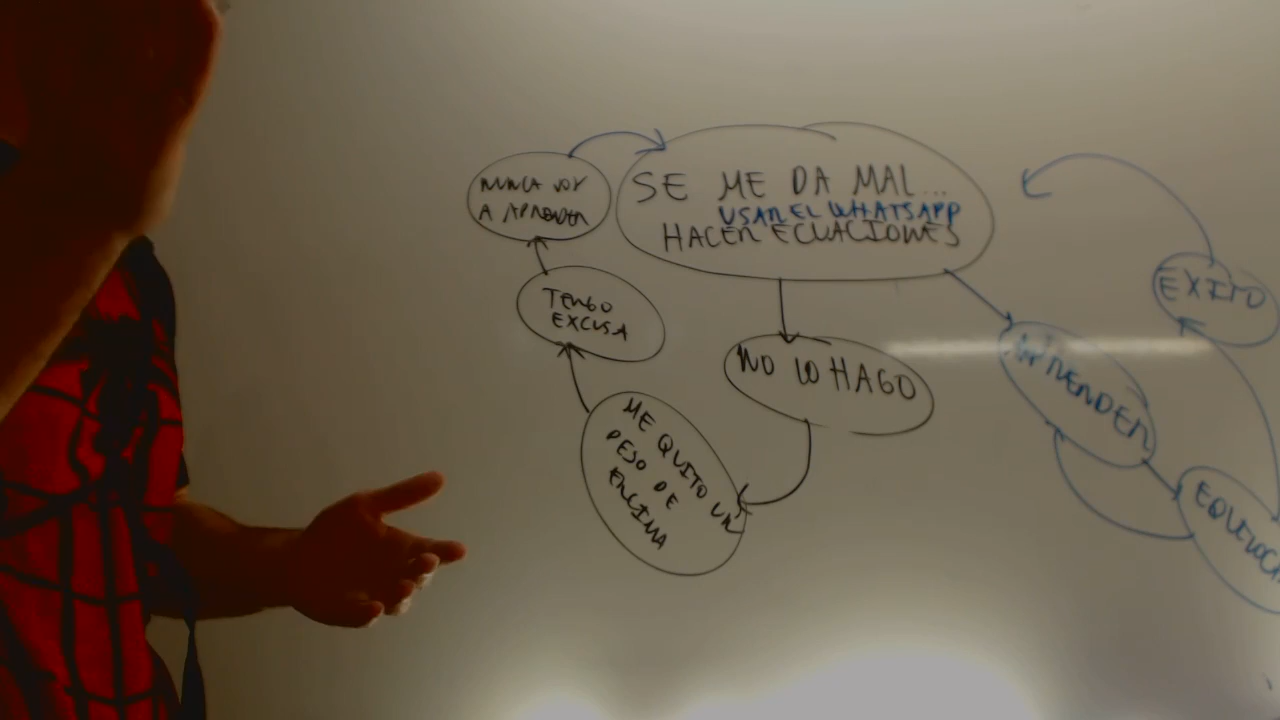 SE ME DA MAL...
USAR EL WHATSAPP
HACER ECUACIONES
NO LO HAGO
ME QUITO UN
PESO DE
ENCIMA
TENGO
EXCUSA
NUNCA VOY
A APRENDER
APRENDER
EXITO